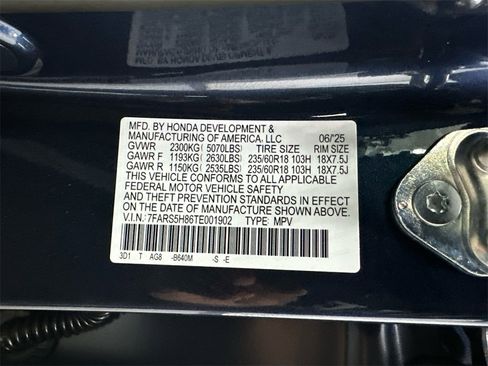 MFD. BY HONDA DEVELOPMENT &
MANUFACTURING OF AMERICA, LLC 06/'25
GVWR 2300KG( 5070LBS) TIRE SIZE RIM SIZE
GAWR F 1193KG( 2630LBS) 235/60R18 103H 18X7.5J
GAWR R 1150KG( 2535LBS) 235/60R18 103H 18X7.5J
THIS VEHICLE CONFORMS TO ALL APPLICABLE
FEDERAL MOTOR VEHICLE SAFETY
AND THEFT PREVENTION STANDARDS IN EFFECT
ON THE DATE OF MANUFACTURE SHOWN ABOVE.
V.I.N.: 7FARS5H86TE001902 TYPE: MPV
3D1 T AG8 -B640M -S -E